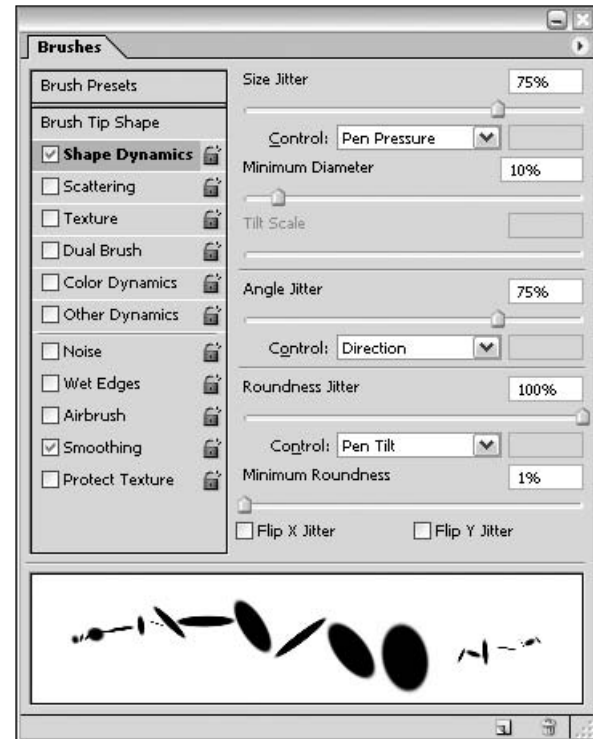 Brushes
Brush Presets
Brush Tip Shape
Shape Dynamics
Scattering
Texture
Dual Brush
Color Dynamics
Other Dynamics
Noise
Wet Edges
Airbrush
Smoothing
Protect Texture
Size Jitter 75%
Control: Pen Pressure
Minimum Diameter 10%
Tilt Scale
Angle Jitter 75%
Control: Direction
Roundness Jitter 100%
Control: Pen Tilt
Minimum Roundness 1%
Flip X Jitter Flip Y Jitter